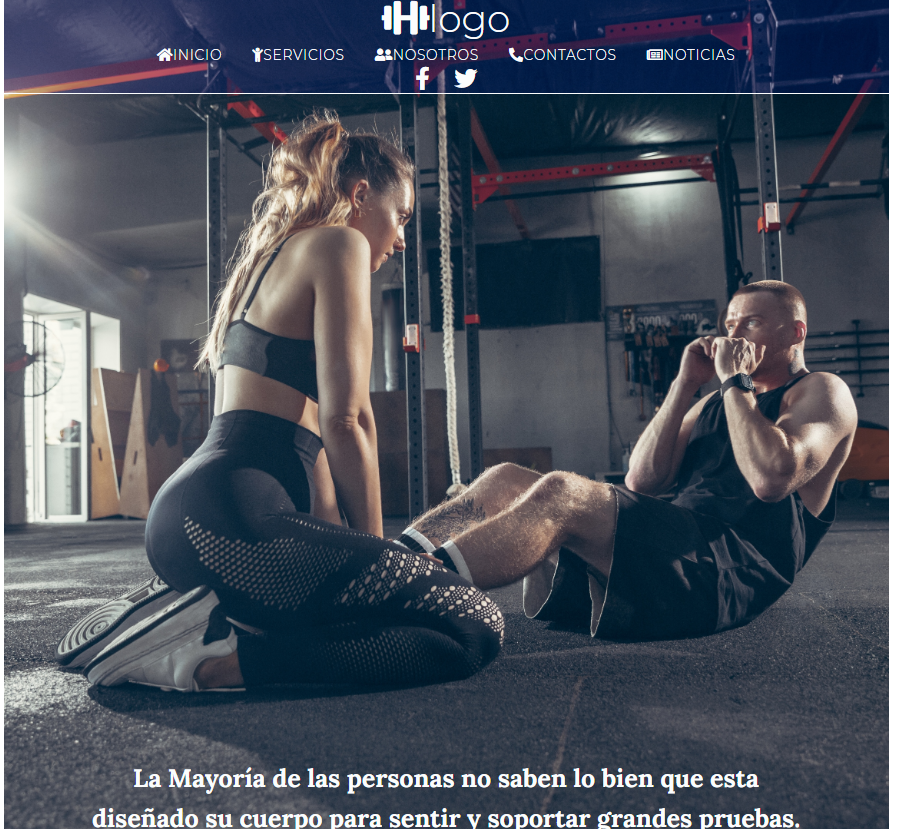 logo
INICIO SERVICIOS NOSOTROS CONTACTOS NOTICIAS
La Mayoría de las personas no saben lo bien que esta
diseñado su cuerpo para sentir y soportar grandes pruebas.